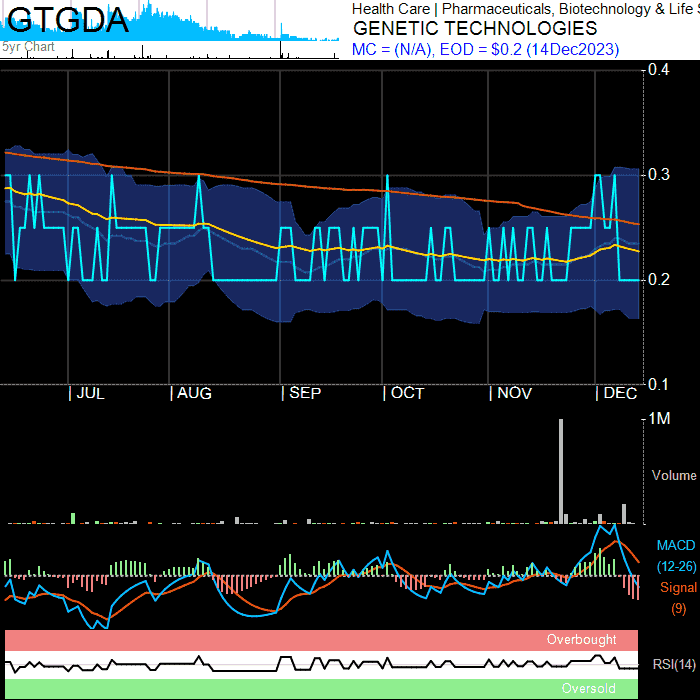 GTGDA
5yr Chart
Health Care | Pharmaceuticals, Biotechnology & Life S
GENETIC TECHNOLOGIES
MC = (N/A), EOD = $0.2 (14Dec2023)
0.4
0.3
0.2
0.1
JUL AUG SEP OCT NOV DEC
1M
Volume
MACD
(12-26)
Signal
(9)
Overbought
RSI(14)
Oversold